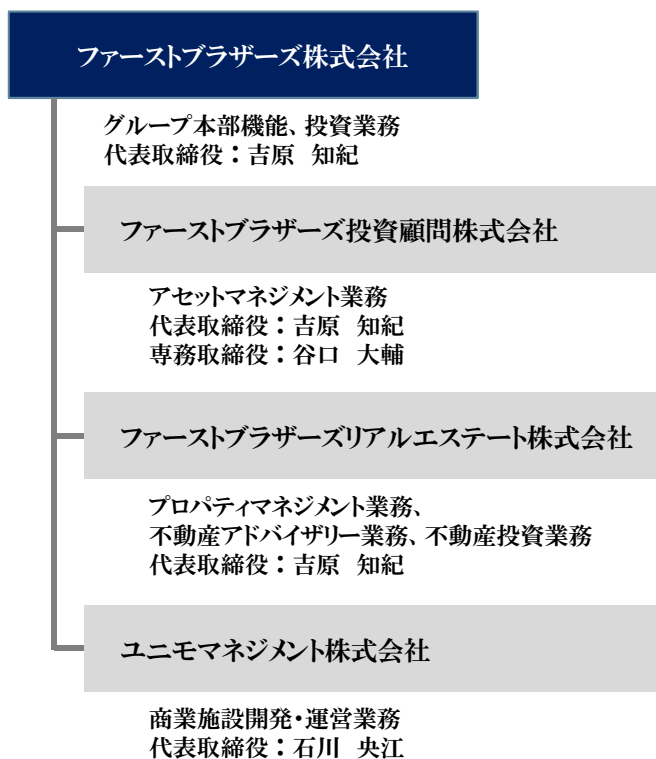 ファーストブラザーズ株式会社
グループ本部機能、投資業務
代表取締役：吉原　知紀
ファーストブラザーズ投資顧問株式会社
アセットマネジメント業務
代表取締役：吉原　知紀
専務取締役：谷口　大輔
ファーストブラザーズリアルエステート株式会社
プロパティマネジメント業務、
不動産アドバイザリー業務、不動産投資業務
代表取締役：吉原　知紀
ユニモマネジメント株式会社
商業施設開発・運営業務
代表取締役：石川　央江